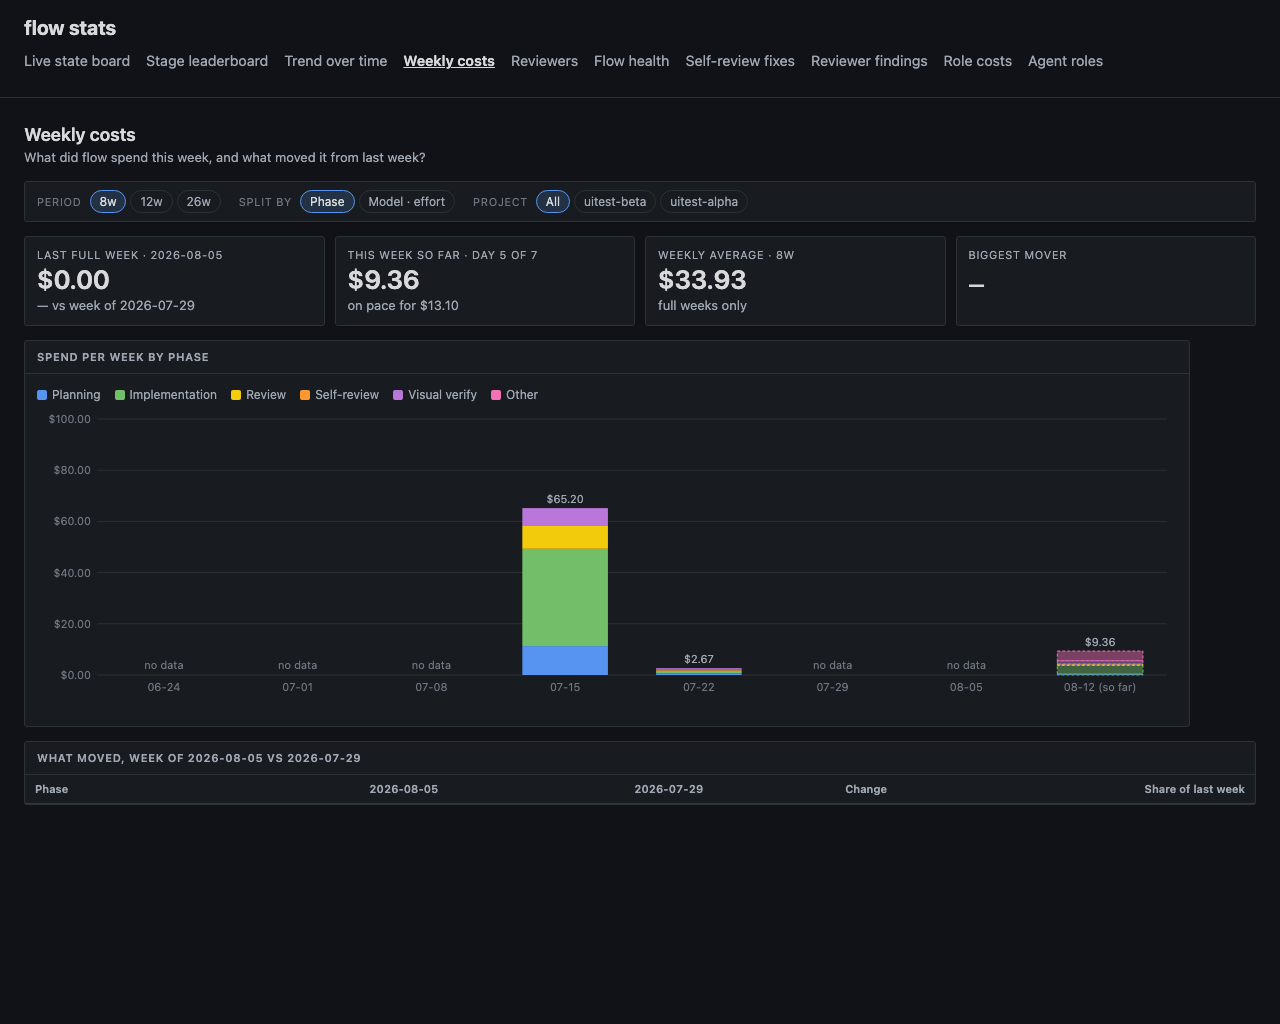 flow stats
Live state board Stage leaderboard Trend over time Weekly costs Reviewers Flow health Self-review fixes Reviewer findings Role costs Agent roles
Weekly costs
What did flow spend this week, and what moved it from last week?
PERIOD 8w 12w 26w SPLIT BY Phase Model · effort PROJECT All uitest-beta uitest-alpha
LAST FULL WEEK · 2026-08-05
$0.00
— vs week of 2026-07-29
THIS WEEK SO FAR · DAY 5 OF 7
$9.36
on pace for $13.10
WEEKLY AVERAGE · 8W
$33.93
full weeks only
BIGGEST MOVER
—
SPEND PER WEEK BY PHASE
Planning Implementation Review Self-review Visual verify Other
$100.00
$80.00
$60.00
$40.00
$20.00
$0.00
no data no data no data $65.20 $2.67 no data no data $9.36
06-24 07-01 07-08 07-15 07-22 07-29 08-05 08-12 (so far)
WHAT MOVED, WEEK OF 2026-08-05 VS 2026-07-29
Phase 2026-08-05 2026-07-29 Change Share of last week